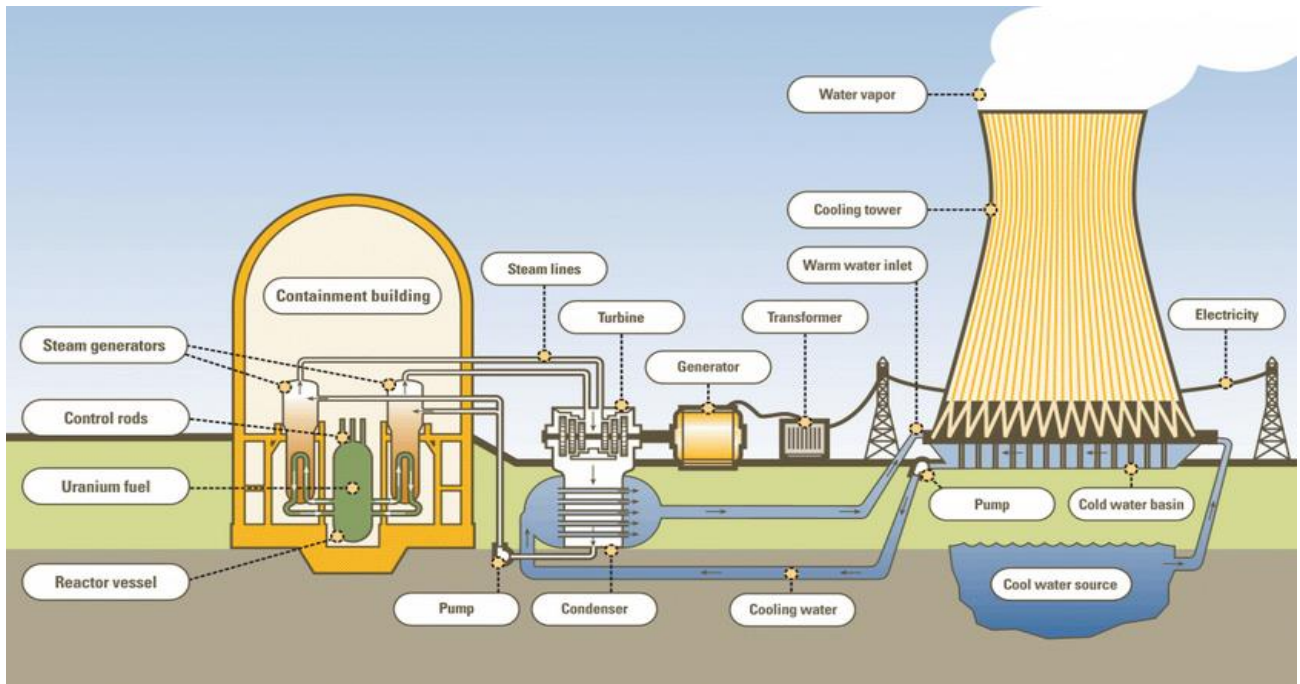 Water vapor
Cooling tower
Warm water inlet
Steam lines
Containment building
Turbine
Transformer
Electricity
Steam generators
Generator
Control rods
Uranium fuel
Pump
Cold water basin
Reactor vessel
Cool water source
Pump
Condenser
Cooling water